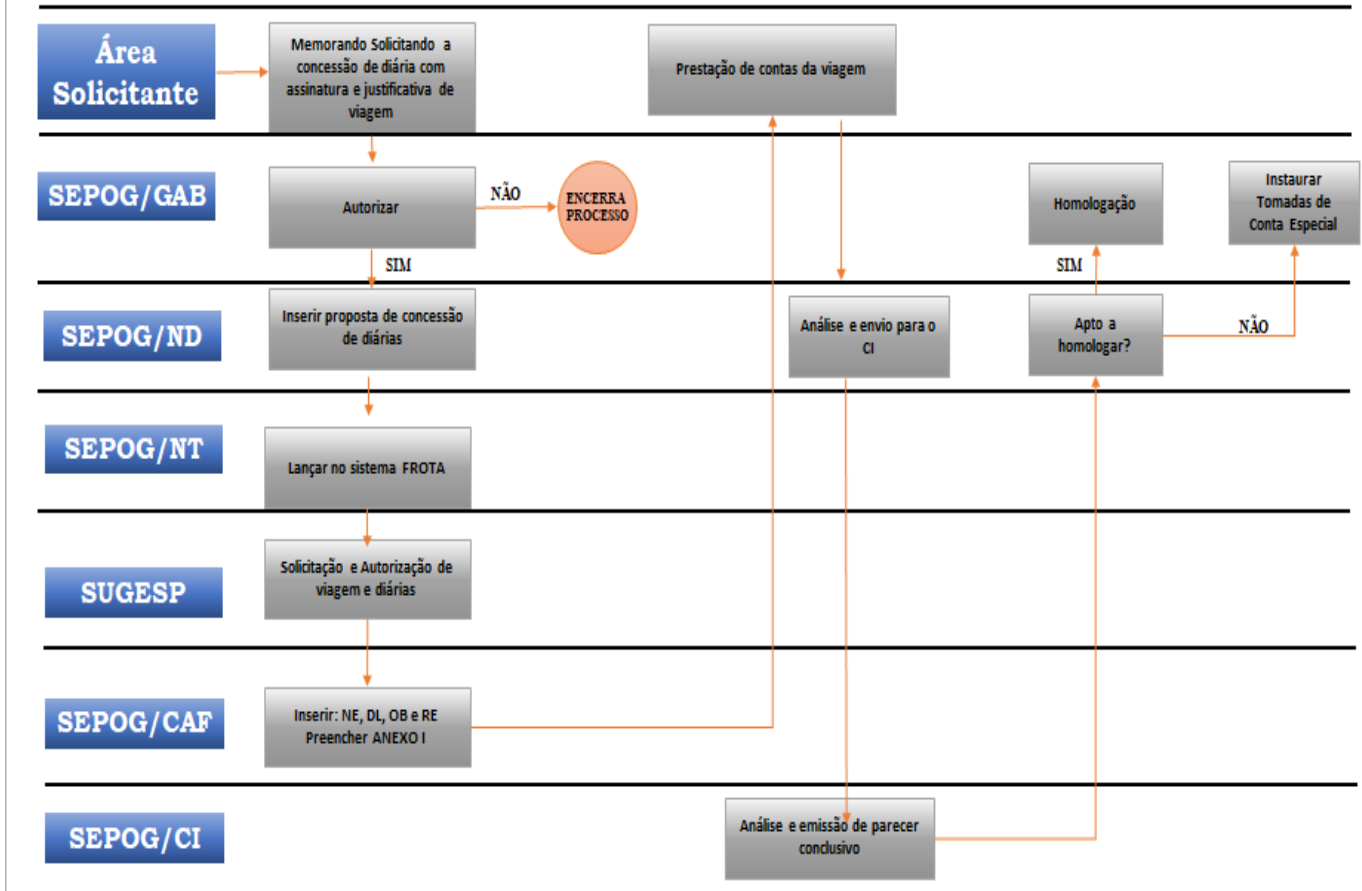 Área
Solicitante
Memorando Solicitando a
concessão de diária com
assinatura e justificativa de
viagem
Prestação de contas da viagem
SEPOG/GAB
Autorizar
NÃO
ENCERRA
PROCESSO
Homologação
Instaurar
Tomadas de
Conta Especial
SIM
SIM
SEPOG/ND
Inserir proposta de concessão
de diárias
Análise e envio para o
CI
Apto a
homologar?
NÃO
SEPOG/NT
Lançar no sistema FROTA
SUGESP
Solicitação e Autorização de
viagem e diárias
SEPOG/CAF
Inserir: NE, DL, OB e RE
Preencher ANEXO I
SEPOG/CI
Análise e emissão de parecer
conclusivo